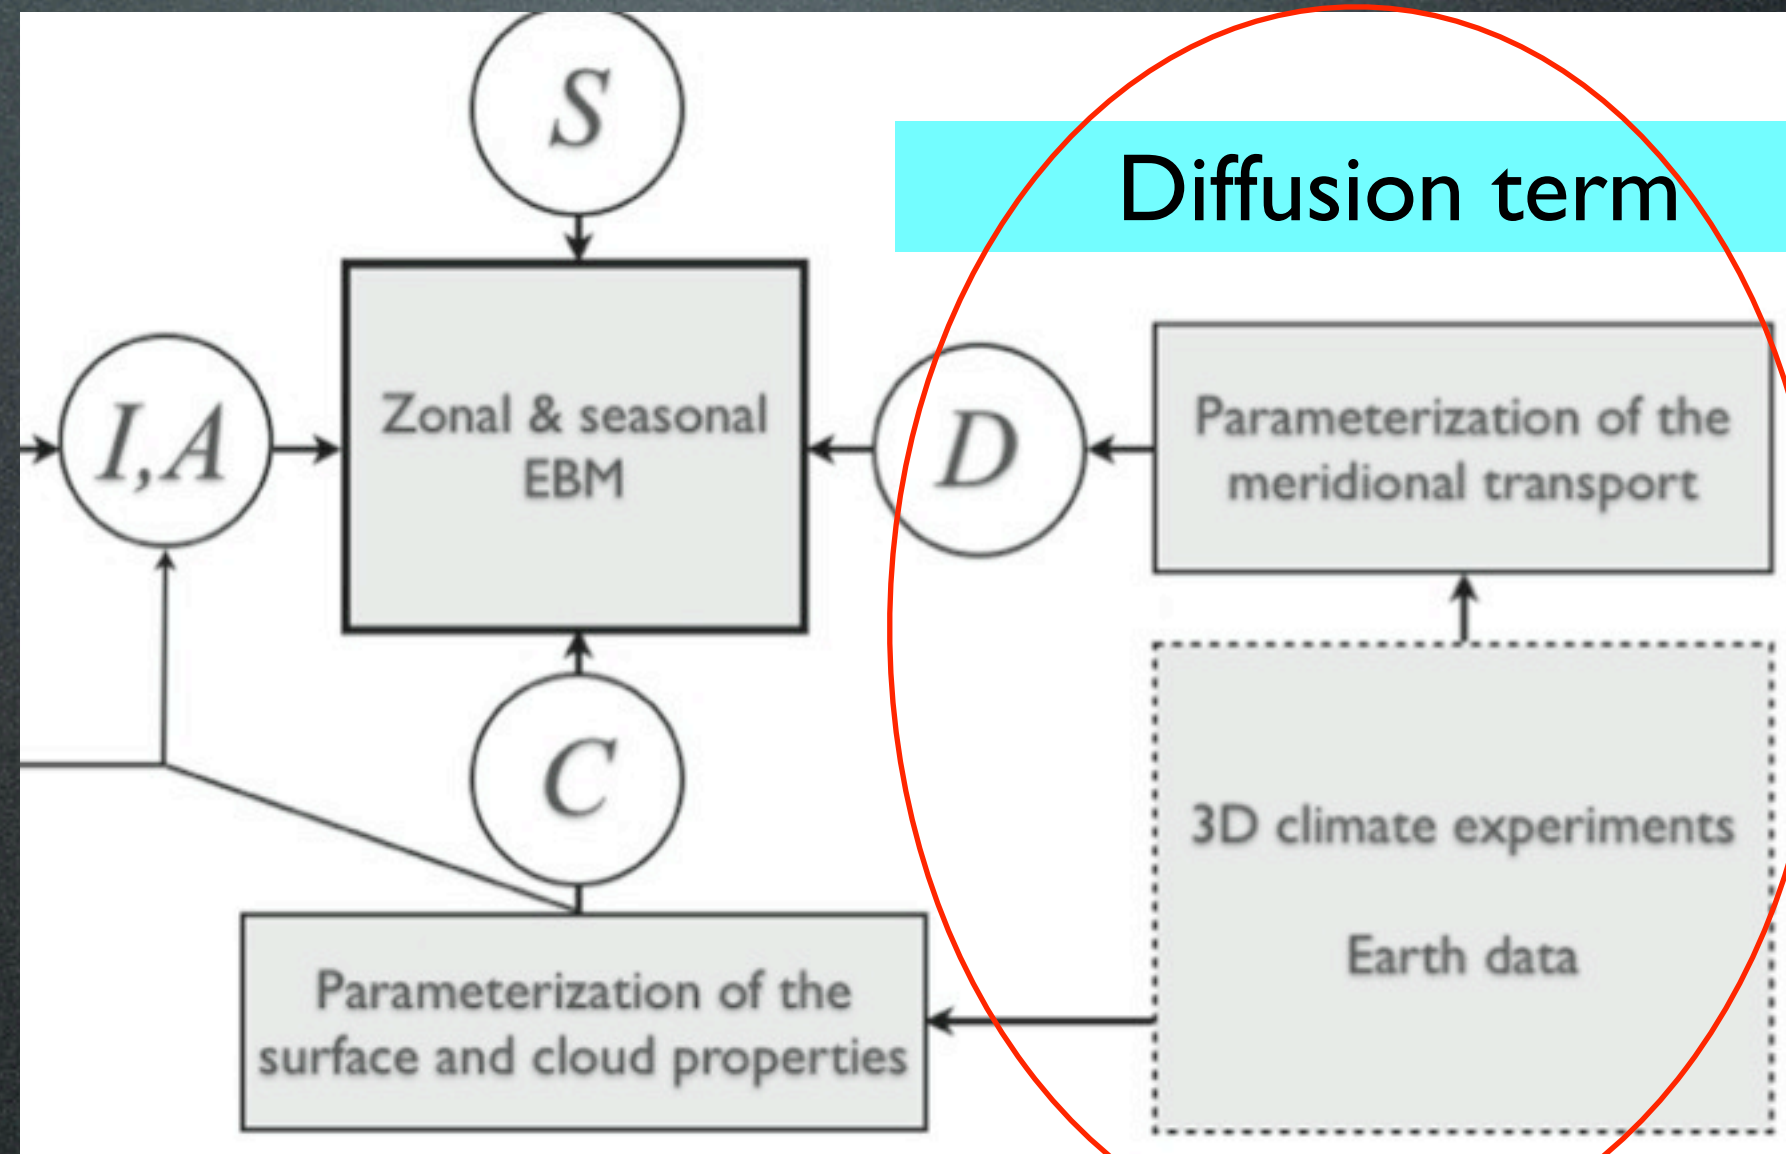 S
Diffusion term
I,A
Zonal & seasonal
EBM
D
Parameterization of the
meridional transport
C
3D climate experiments
Earth data
Parameterization of the
surface and cloud properties